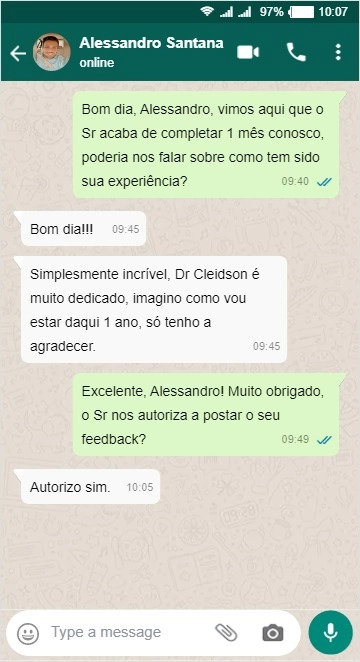 97% 10:07
Alessandro Santana
online
Bom dia, Alessandro, vimos aqui que o
Sr acaba de completar 1 mês conosco,
poderia nos falar sobre como tem sido
sua experiência?
09:40
Bom dia!!! 09:45
Simplesmente incrível, Dr Cleidson é
muito dedicado, imagino como vou
estar daqui 1 ano, só tenho a
agradecer.
09:45
Excelente, Alessandro! Muito obrigado,
o Sr nos autoriza a postar o seu
feedback?
09:49
Autorizo sim. 10:05
Type a message